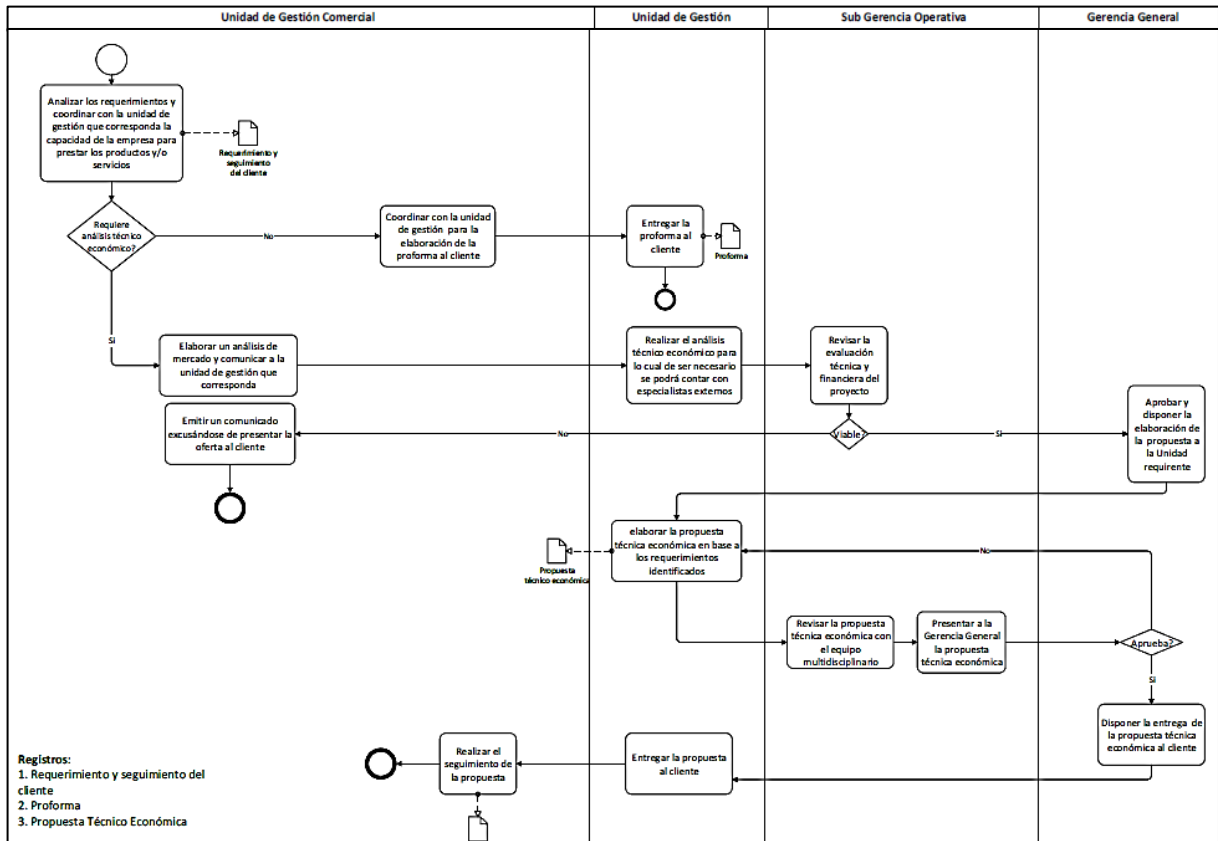 Unidad de Gestión Comercial
Unidad de Gestión
Sub Gerencia Operativa
Gerencia General
Analizar los requerimientos y
coordinar con la unidad de
gestión que corresponda la
capacidad de la empresa para
prestar los productos y/o
servicios
Requerimiento y
seguimiento
del cliente
Requiere
análisis técnico
económico?
No
Coordinar con la unidad
de gestión para la
elaboración de la
proforma al cliente
Entregar la
proforma al
cliente
Proforma
Si
Elaborar un análisis de
mercado y comunicar a la
unidad de gestión que
corresponda
Realizar el análisis
técnico económico para
lo cual de ser necesario
se podrá contar con
especialistas externos
Revisar la
evaluación
técnica y
financiera del
proyecto
Emitir un comunicado
excusándose de presentar la
oferta al cliente
No
Viable?
Si
Aprobar y
disponer la
elaboración de
la propuesta a
la Unidad
requirente
elaborar la propuesta
técnica económica en base a
los requerimientos
identificados
Propuesta
técnico económica
No
Revisar la propuesta
técnica económica con
el equipo
multidisciplinario
Presentar a la
Gerencia General
la propuesta
técnica económica
Aprueba?
Si
Disponer la entrega de
la propuesta técnica
económica al cliente
Entregar la propuesta
al cliente
Realizar el
seguimiento de
la propuesta
Registros:
1. Requerimiento y seguimiento del
cliente
2. Proforma
3. Propuesta Técnico Económica